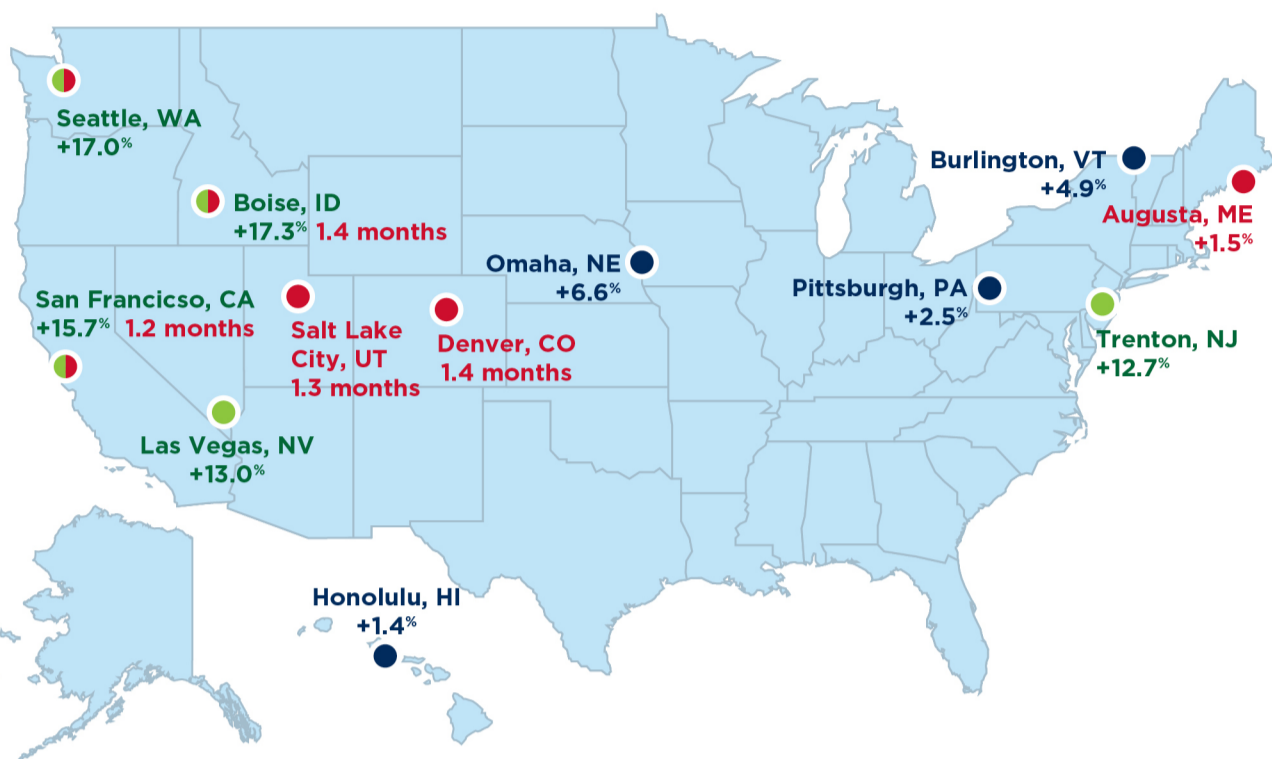 Seattle, WA
+17.0%
Boise, ID
+17.3% 1.4 months
San Francicso, CA
+15.7% 1.2 months
Salt Lake
City, UT
1.3 months
Denver, CO
1.4 months
Las Vegas, NV
+13.0%
Omaha, NE
+6.6%
Burlington, VT
+4.9%
Augusta, ME
+1.5%
Pittsburgh, PA
+2.5%
Trenton, NJ
+12.7%
Honolulu, HI
+1.4%